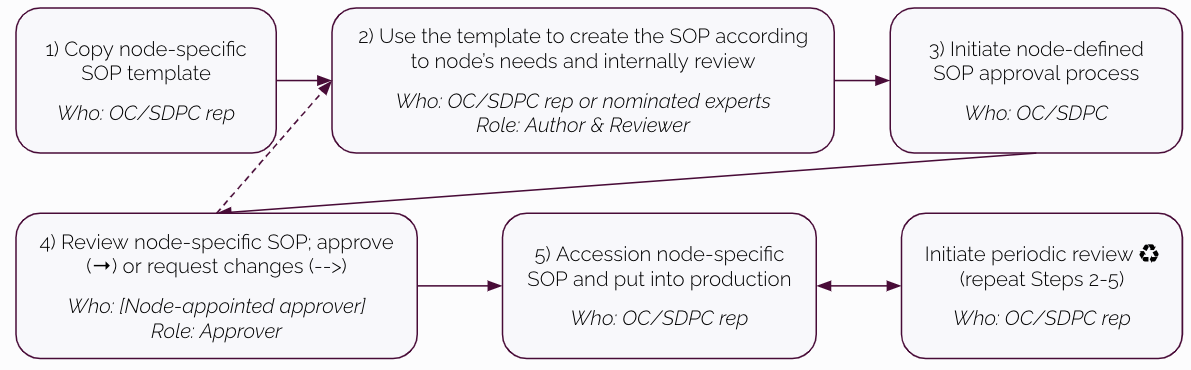 1) Copy node-specific
SOP template
Who: OC/SDPC rep
2) Use the template to create the SOP according
to node's needs and internally review
Who: OC/SDPC rep or nominated experts
Role: Author & Reviewer
3) Initiate node-defined
SOP approval process
Who: OC/SDPC
4) Review node-specific SOP; approve
(→) or request changes (-->)
Who: [Node-appointed approver]
Role: Approver
5) Accession node-specific
SOP and put into production
Who: OC/SDPC rep
Initiate periodic review ♻
(repeat Steps 2-5)
Who: OC/SDPC rep